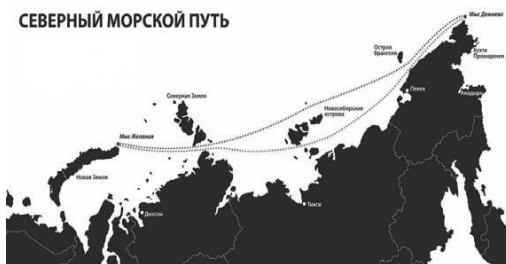 СЕВЕРНЫЙ МОРСКОЙ ПУТЬ
Мыс Дежнева
Остров
Врангеля
Бухта
Провидения
Певек
Анадырь
Северная Земля
Новосибирские
острова
Мыс Желания
Новая Земля
Диксон
Тикси